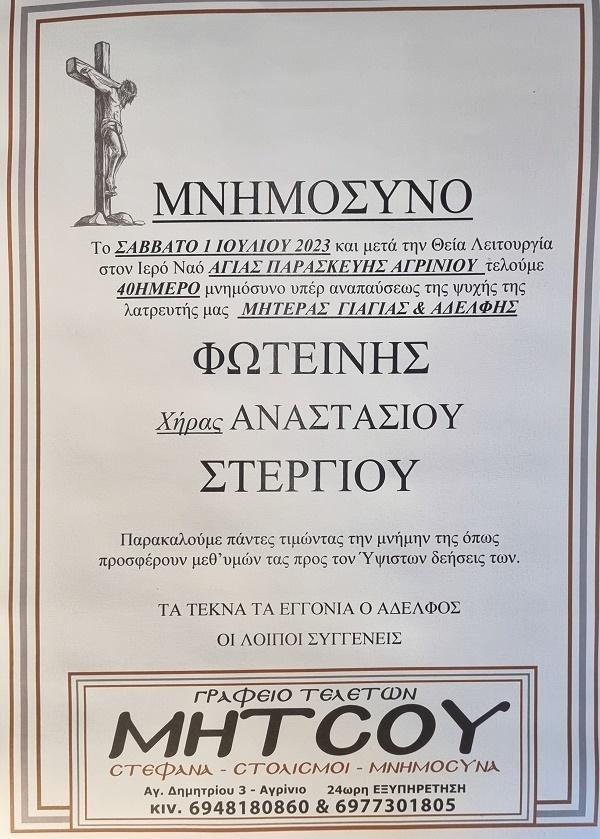 ΜΝΗΜΟΣΥΝΟ
Το ΣΑΒΒΑΤΟ 1 ΙΟΥΛΙΟΥ 2023 και μετά την Θεία Λειτουργία
στον Ιερό Ναό ΑΓΙΑΣ ΠΑΡΑΣΚΕΥΗΣ ΑΓΡΙΝΙΟΥ τελούμε
40ΗΜΕΡΟ μνημόσυνο υπέρ αναπαύσεως της ψυχής της
λατρευτής μας ΜΗΤΕΡΑΣ ΓΙΑΓΙΑΣ & ΑΔΕΛΦΗΣ
ΦΩΤΕΙΝΗΣ
Χήρας ΑΝΑΣΤΑΣΙΟΥ
ΣΤΕΡΓΙΟΥ
Παρακαλούμε πάντες τιμώντας την μνήμην της όπως
προσφέρουν μεθ’υμών τας προς τον Ύψιστων δεήσεις των.
ΤΑ ΤΕΚΝΑ ΤΑ ΕΓΓΟΝΙΑ Ο ΑΔΕΛΦΟΣ
ΟΙ ΛΟΙΠΟΙ ΣΥΓΓΕΝΕΙΣ
ΓΡΑΦΕΙΟ ΤΕΛΕΤΩΝ
ΜΗΤΣΟΥ
ΣΤΕΦΑΝΑ - ΣΤΟΛΙΣΜΟΙ - ΜΝΗΜΟΣΥΝΑ
Αγ. Δημητρίου 3 - Αγρίνιο 24ωρη ΕΞΥΠΗΡΕΤΗΣΗ
ΚΙV. 6948180860 & 6977301805